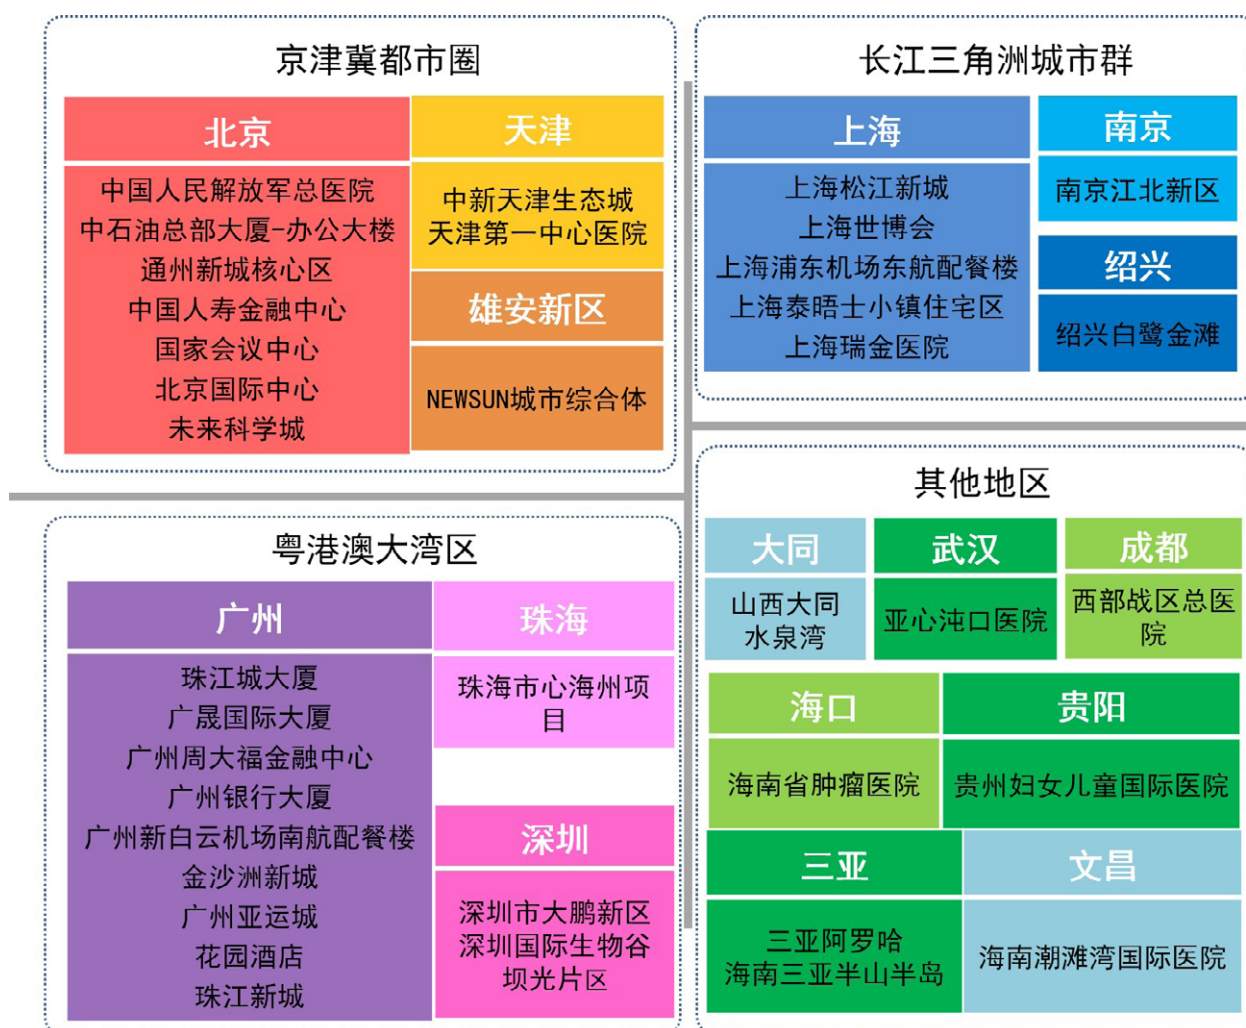 京津冀都市圈
北京
中国人民解放军总医院
中石油总部大厦-办公大楼
通州新城核心区
中国人寿金融中心
国家会议中心
北京国际中心
未来科学城
天津
中新天津生态城
天津第一中心医院
雄安新区
NEWSUN城市综合体
长江三角洲城市群
上海
上海松江新城
上海世博会
上海浦东机场东航配餐楼
上海泰晤士小镇住宅区
上海瑞金医院
南京
南京江北新区
绍兴
绍兴白鹭金滩
粤港澳大湾区
广州
珠江城大厦
广晟国际大厦
广州周大福金融中心
广州银行大厦
广州新白云机场南航配餐楼
金沙洲新城
广州亚运城
花园酒店
珠江新城
珠海
珠海市心海州项
目
深圳
深圳市大鹏新区
深圳国际生物谷
坝光片区
其他地区
大同
山西大同
水泉湾
武汉
亚心沌口医院
成都
西部战区总医
院
海口
海南省肿瘤医院
贵阳
贵州妇女儿童国际医院
三亚
三亚阿罗哈
海南三亚半山半岛
文昌
海南潮滩湾国际医院